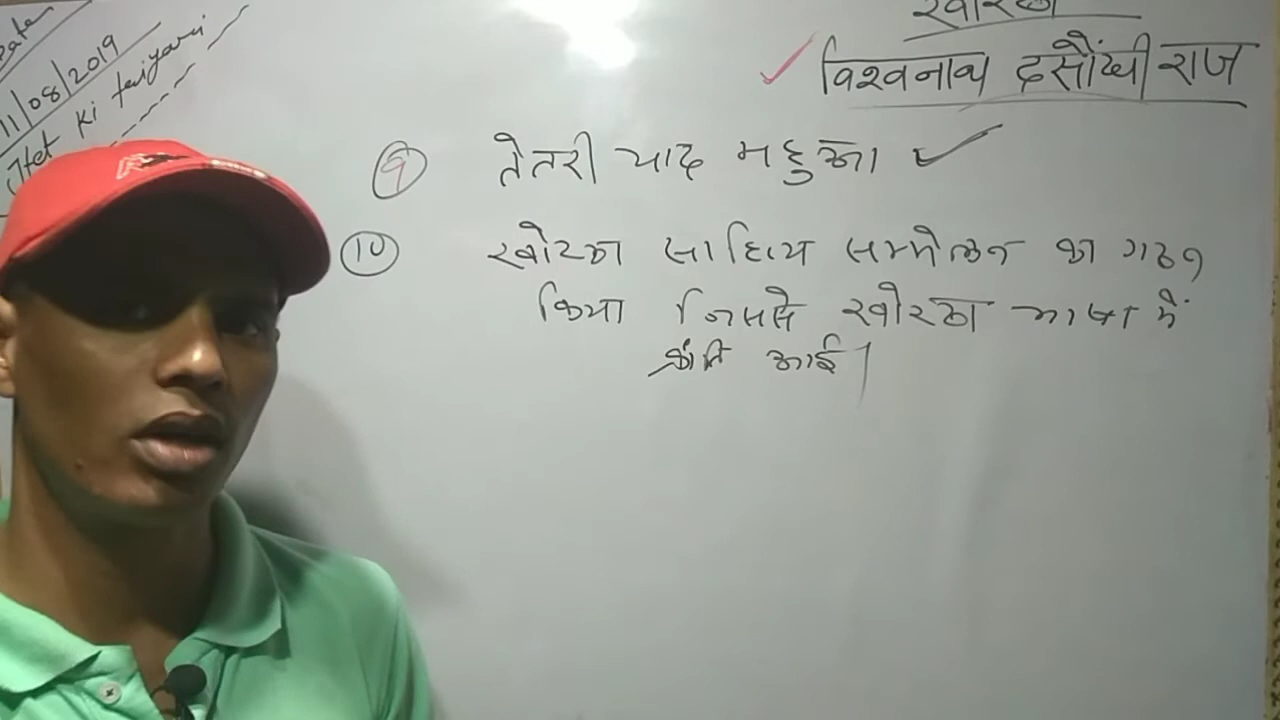 Date
11/08/2019
Jtet ki taiyari
खोरठा
विश्वनाथ दसौंधी राज
9 तेतरी याद महुआ
10 खोरठा साहित्य सम्मेलन का गठन
किया जिससे खोरठा भाषा में
क्रांति आई।